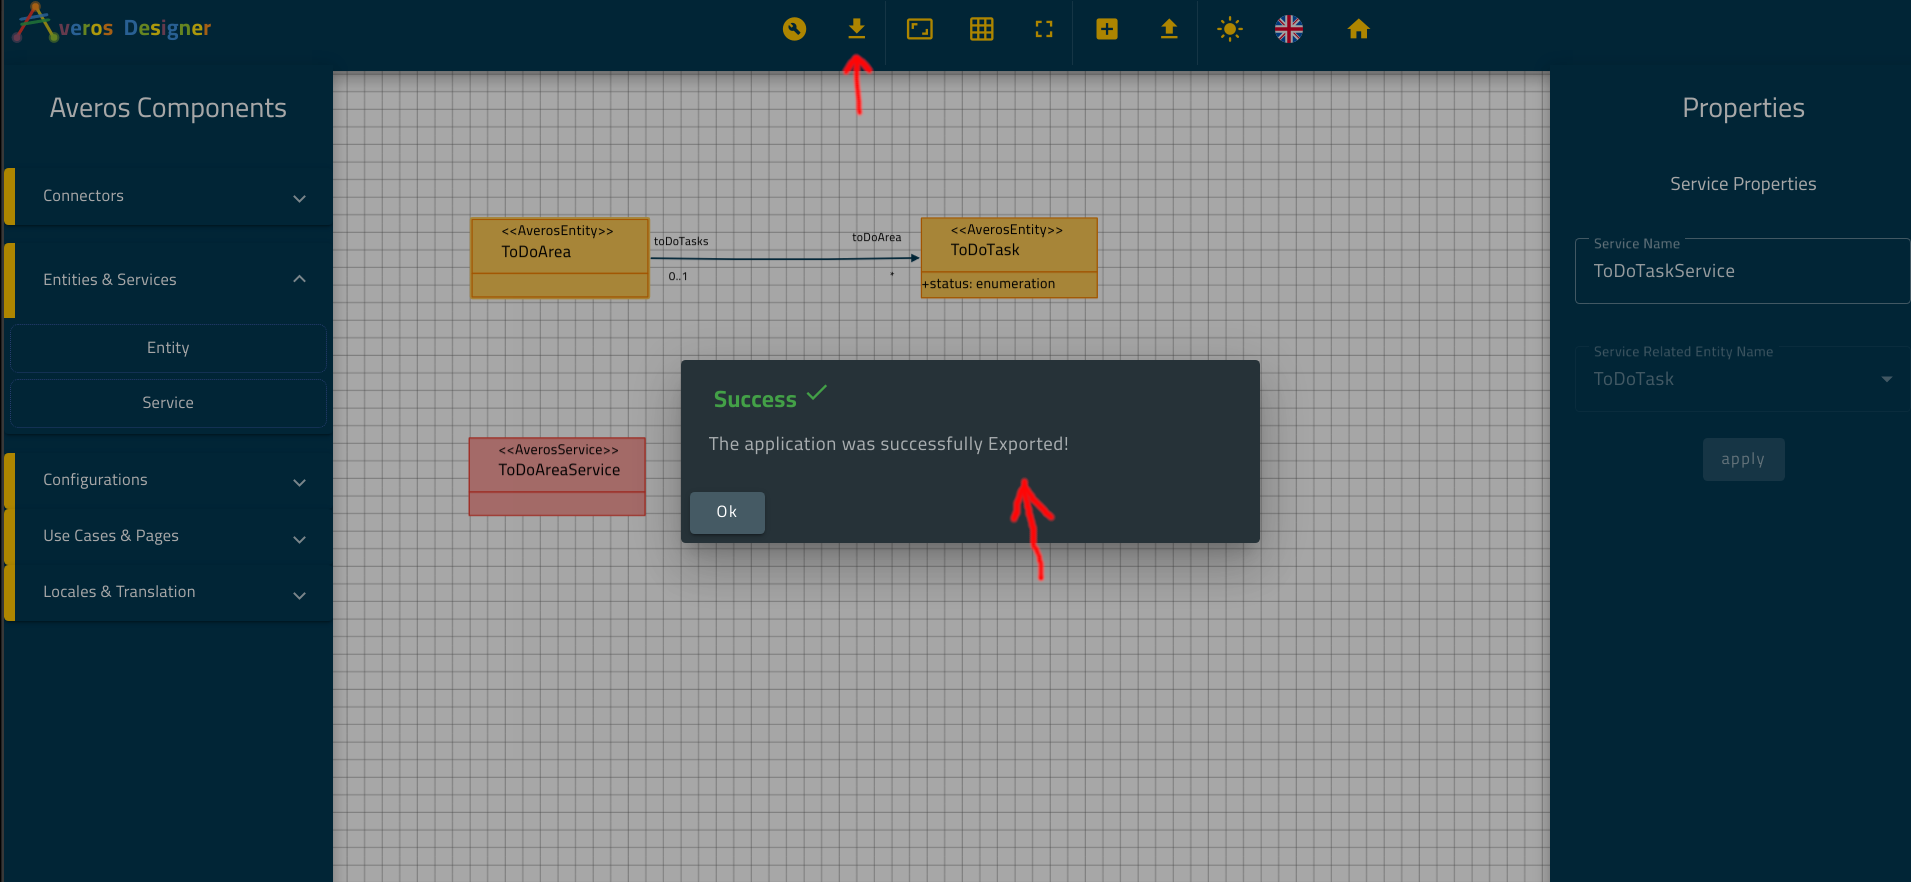 veros Designer
Averos Components
Connectors
Entities & Services
Entity
Service
Configurations
Use Cases & Pages
Locales & Translation
<<AverosEntity>>
ToDoArea
toDoTasks
0..1
toDoArea
*
<<AverosEntity>>
ToDoTask
+status: enumeration
<<AverosService>>
ToDoAreaService
Success
The application was successfully Exported!
Ok
Properties
Service Properties
Service Name
ToDoTaskService
Service Related Entity Name
ToDoTask
apply